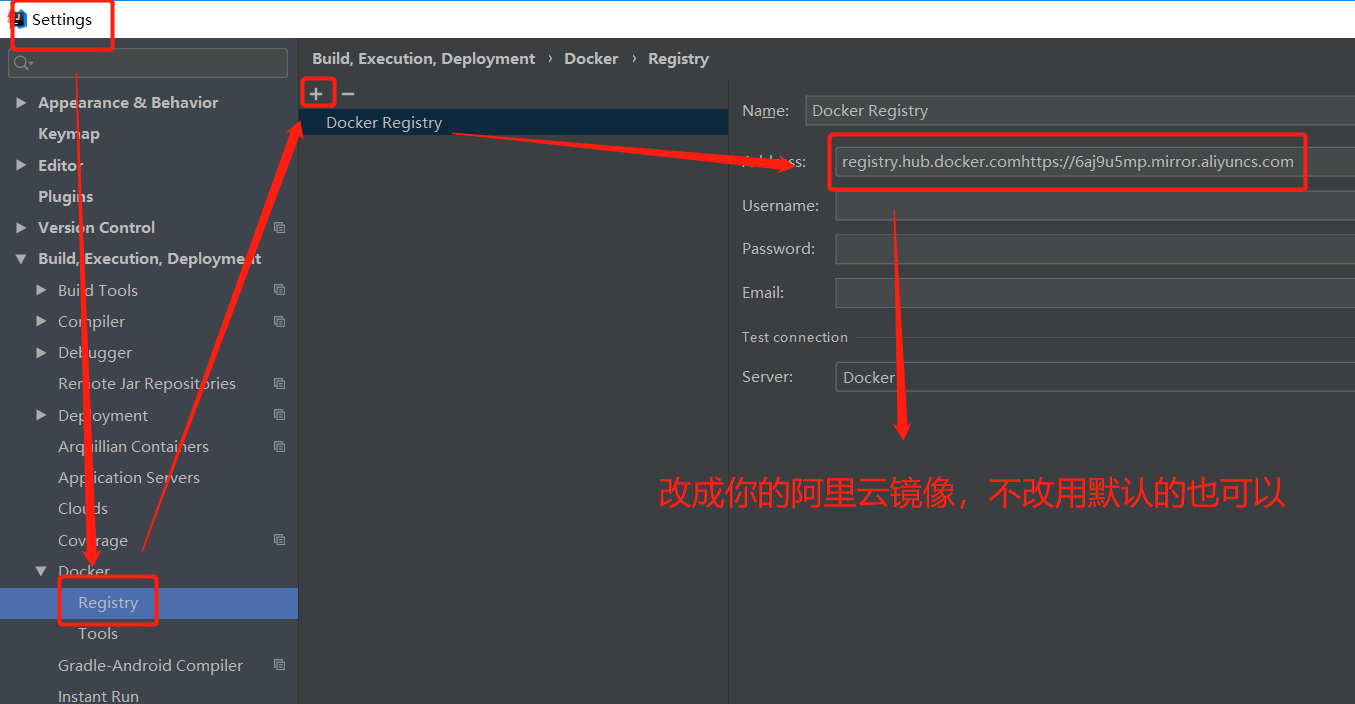 Settings
Appearance & Behavior
Keymap
Editor
Plugins
Version Control
Build, Execution, Deployment
Build Tools
Compiler
Debugger
Remote Jar Repositories
Deployment
Arquillian Containers
Application Servers
Clouds
Coverage
Docker
Registry
Tools
Gradle-Android Compiler
Instant Run
Build, Execution, Deployment › Docker › Registry
Docker Registry
Name: Docker Registry
Address: registry.hub.docker.comhttps://6aj9u5mp.mirror.aliyuncs.com
Username:
Password:
Email:
Test connection
Server: Docker
改成你的阿里云镜像，不改用默认的也可以